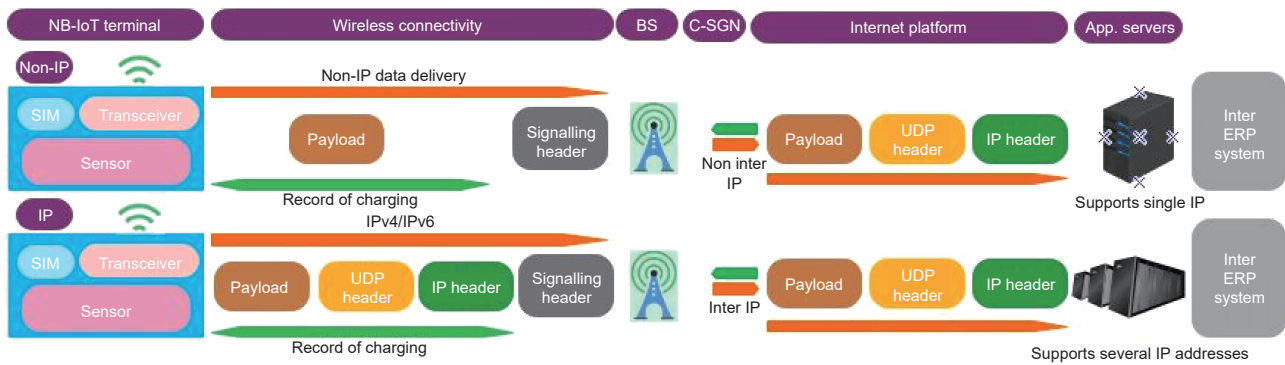 NB-IoT terminal
Wireless connectivity
BS
C-SGN
Internet platform
App. servers
Non-IP
Non-IP data delivery
SIM
Transceiver
Sensor
Payload
Signalling
header
Record of charging
Non inter
IP
Payload
UDP
header
IP header
Supports single IP
Inter
ERP
system
IP
IPv4/IPv6
SIM
Transceiver
Sensor
Payload
UDP
header
IP header
Signalling
header
Record of charging
Inter IP
Payload
UDP
header
IP header
Supports several IP addresses
Inter
ERP
system